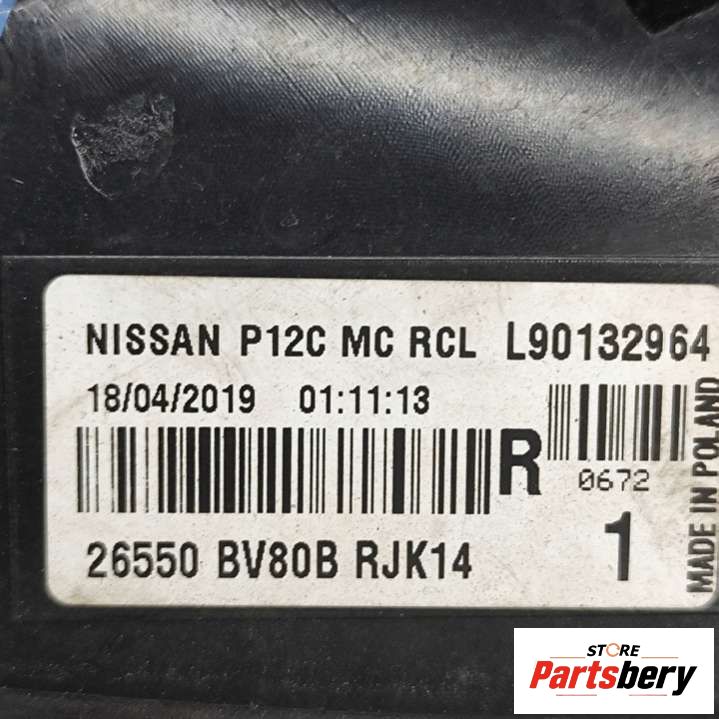 NISSAN P12C MC RCL L90132964
18/04/2019 01:11:13
R
0672
26550 BV80B RJK14
1
MADE IN POLAND
STORE
Partsbery